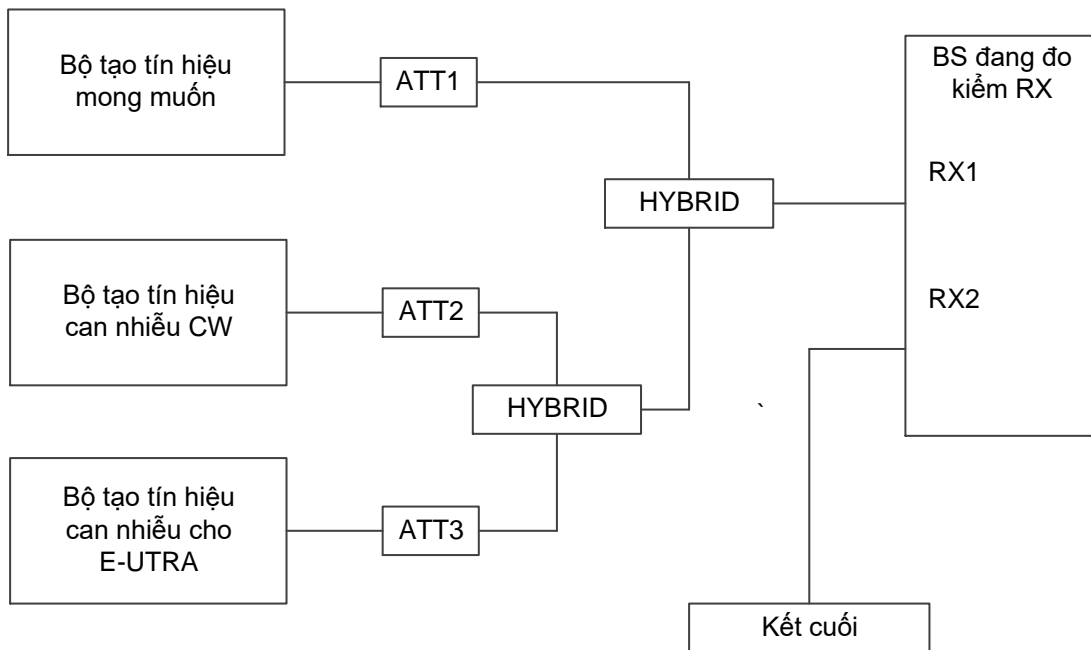 Bộ tạo tín hiệu
mong muốn
ATT1
BS đang đo
kiểm RX
RX1
HYBRID
Bộ tạo tín hiệu
can nhiễu CW
ATT2
RX2
HYBRID
`
Bộ tạo tín hiệu
can nhiễu cho
E-UTRA
ATT3
Kết cuối